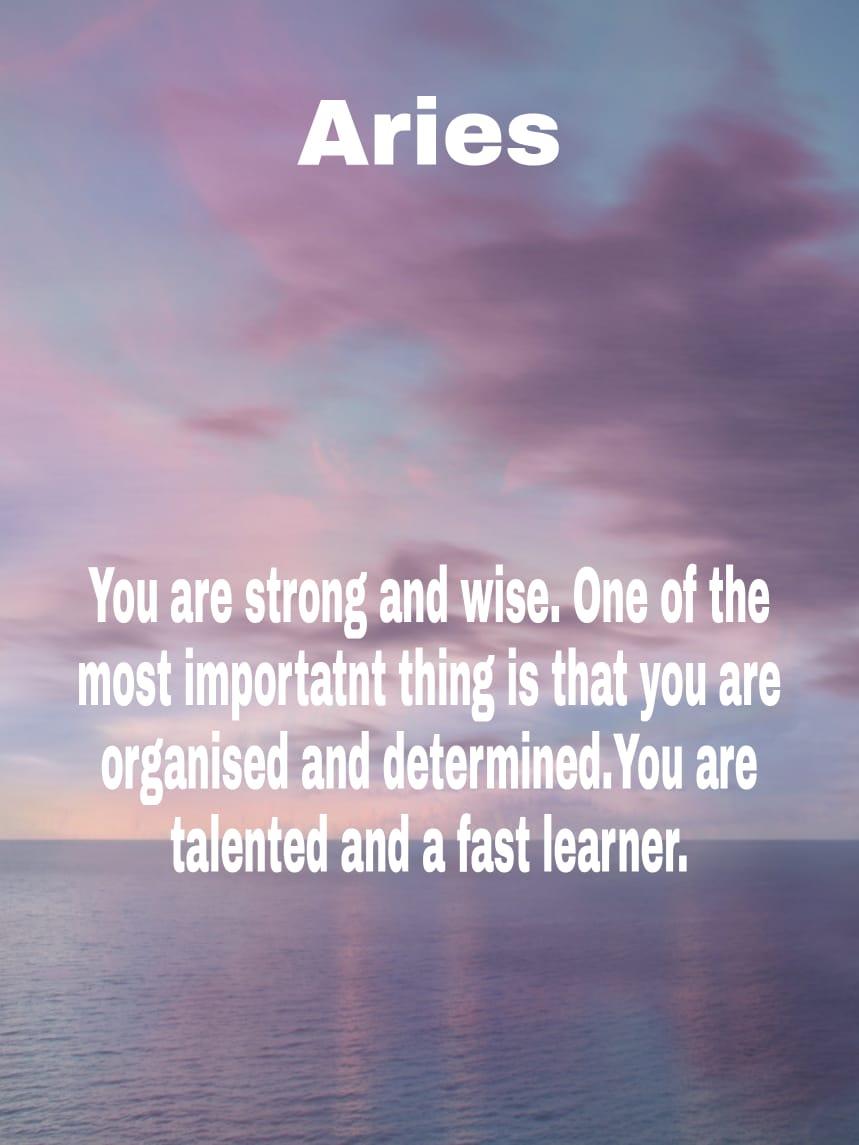 Aries
You are strong and wise. One of the
most importatnt thing is that you are
organised and determined.You are
talented and a fast learner.